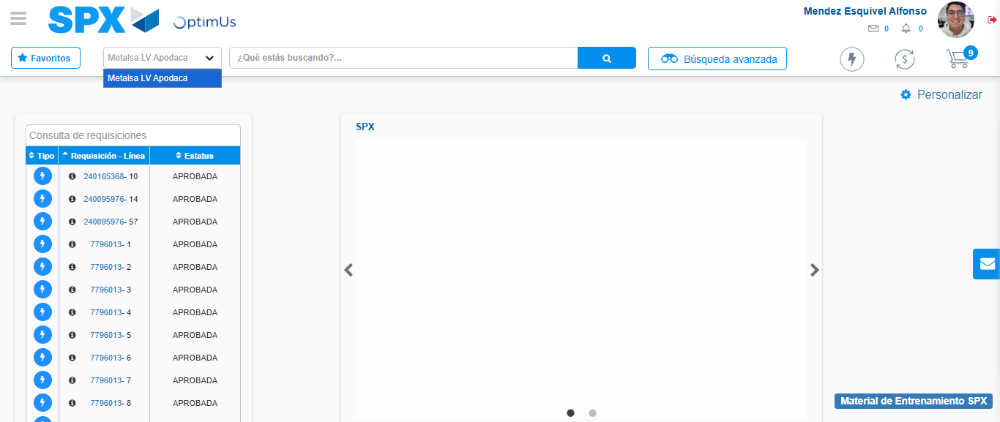 SPX
OptimUs
Mendez Esquivel Alfonso
0 0
Favoritos
Metalsa LV Apodaca
¿Qué estás buscando?...
Búsqueda avanzada
$
9
Metalsa LV Apodaca
Personalizar
Consulta de requisiciones
Tipo Requisición - Línea Estatus
240165368- 10 APROBADA
240095976- 14 APROBADA
240095976- 57 APROBADA
7796013- 1 APROBADA
7796013- 2 APROBADA
7796013- 3 APROBADA
7796013- 4 APROBADA
7796013- 5 APROBADA
7796013- 6 APROBADA
7796013- 7 APROBADA
7796013- 8 APROBADA
SPX
Material de Entrenamiento SPX